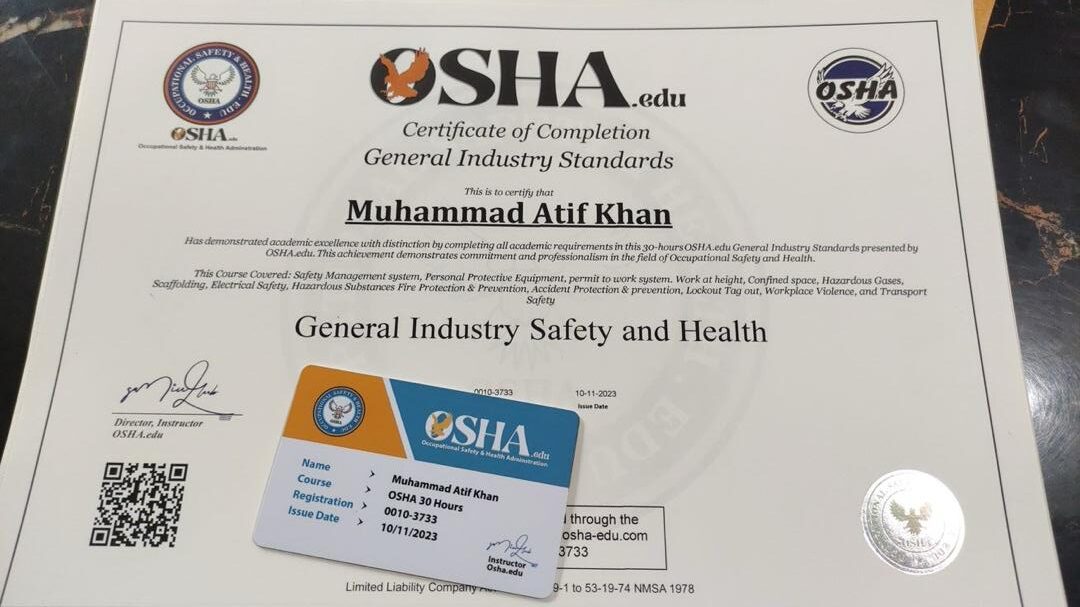 OCCUPATIONAL SAFETY & HEALTH. EDU
OSHA
OSHA.edu
Occupational Safety & Health Adminstration
OSHA.edu
OSHA
Certificate of Completion
General Industry Standards
This is to certify that
Muhammad Atif Khan
Has demonstrated academic excellence with distinction by completing all academic requirements in this 30-hours OSHA.edu General Industry Standards presented by
OSHA.edu. This achievement demonstrates commitment and professionalism in the field of Occupational Safety and Health.
This Course Covered: Safety Management system, Personal Protective Equipment, permit to work system. Work at height, Confined space, Hazardous Gases,
Scaffolding, Electrical Safety, Hazardous Substances Fire Protection & Prevention, Accident Protection & prevention, Lockout Tag out, Workplace Violence, and Transport
Safety
General Industry Safety and Health
0010-3733
10-11-2023
Issue Date
Director, Instructor
OSHA.edu
OSHA.edu
Occupational Safety & Health Administration
Name > Muhammad Atif Khan
Course > OSHA 30 Hours
Registration > 0010-3733
Issue Date > 10/11/2023
Instructor
Osha.edu
through the
osha-edu.com
3733
OSHA
Limited Liability Company 9-1 to 53-19-74 NMSA 1978